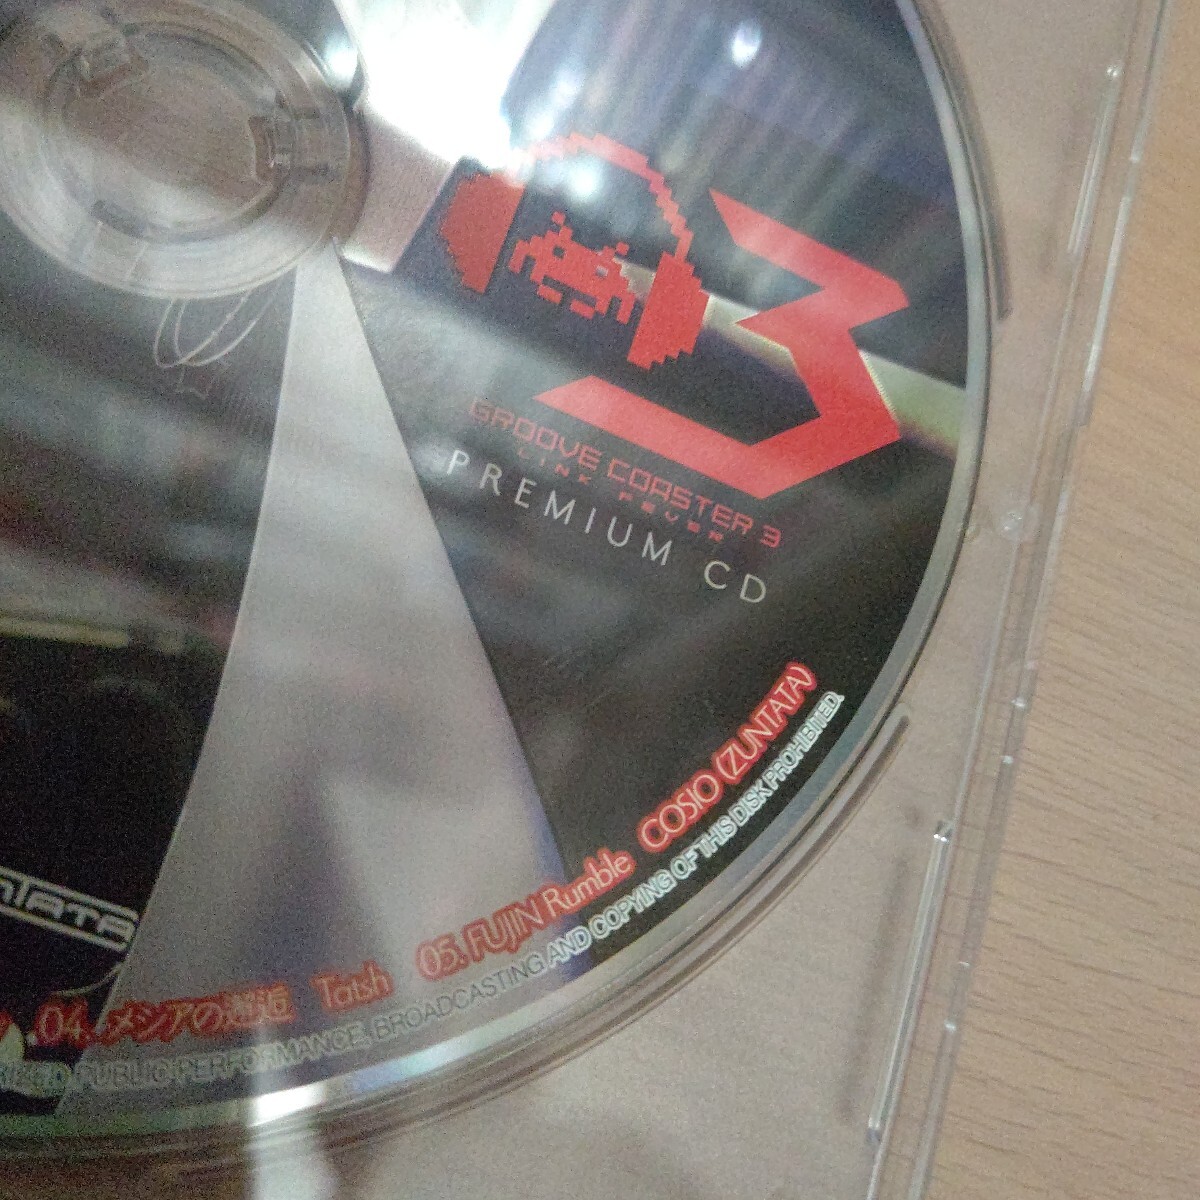 GROOVE COASTER 3
LINK FEVER
PREMIUM CD
04. メシアの邂逅 Tatsh 05. FUJIN Rumble COSIO (ZUNTATA)
PUBLIC PERFORMANCE, BROADCASTING AND COPYING OF THIS DISK PROHIBITED.